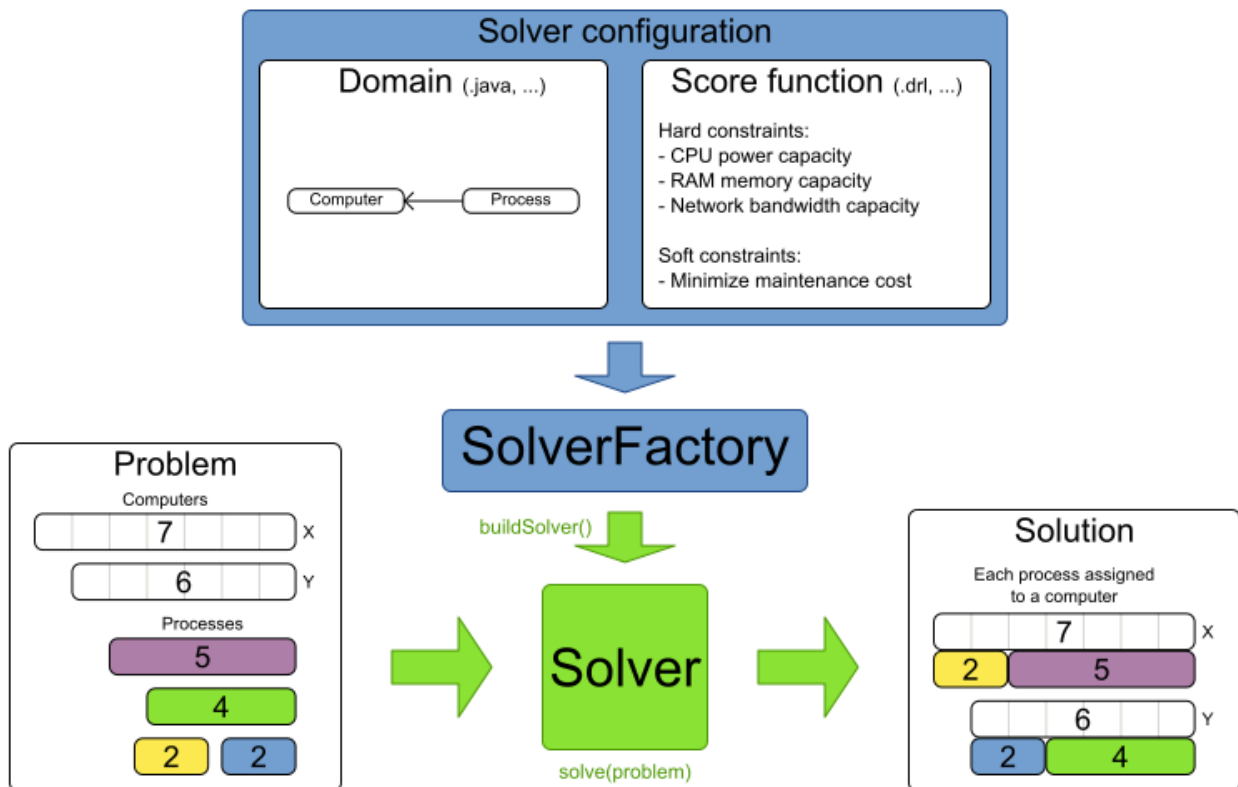 Solver configuration
Domain (.java, ...)
Computer
Process
Score function (.drl, ...)
Hard constraints:
- CPU power capacity
- RAM memory capacity
- Network bandwidth capacity
Soft constraints:
- Minimize maintenance cost
SolverFactory
buildSolver()
Problem
Computers
7 X
6 Y
Processes
5
4
2 2
Solver
solve(problem)
Solution
Each process assigned
to a computer
7 X
2 5
6 Y
2 4